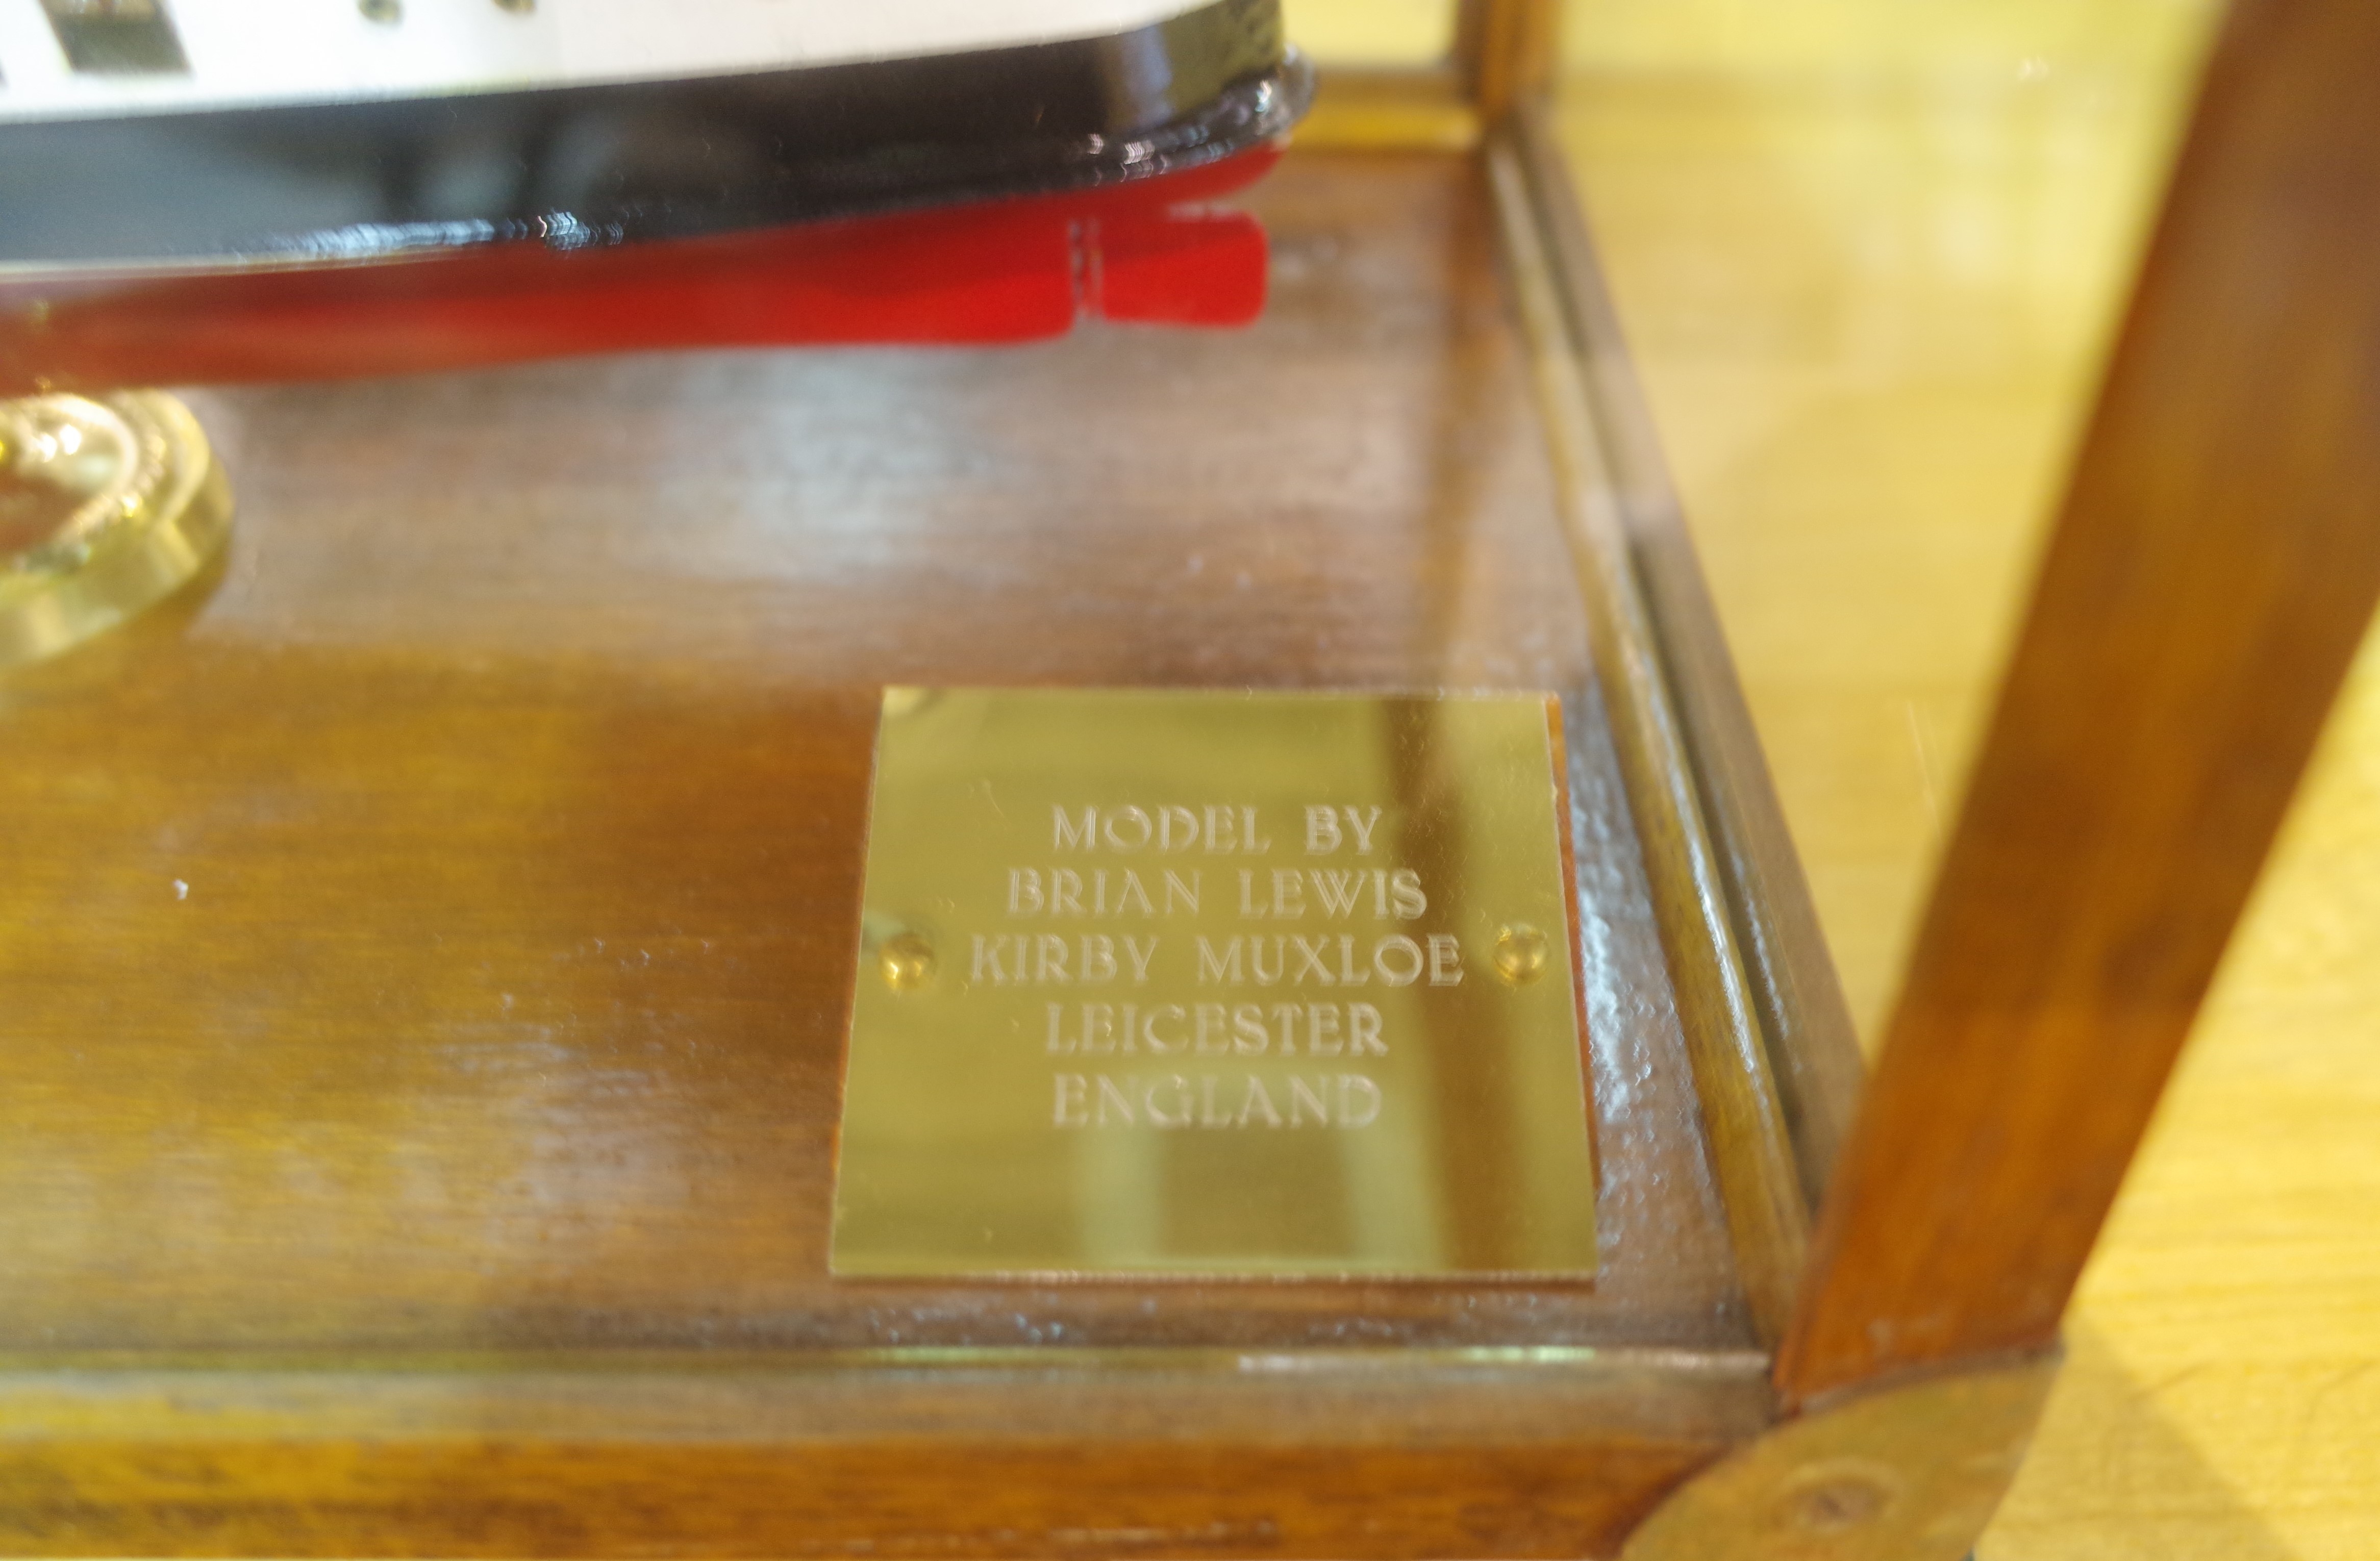 MODEL BY
BRIAN LEWIS
KIRBY MUXLOE
LEICESTER
ENGLAND